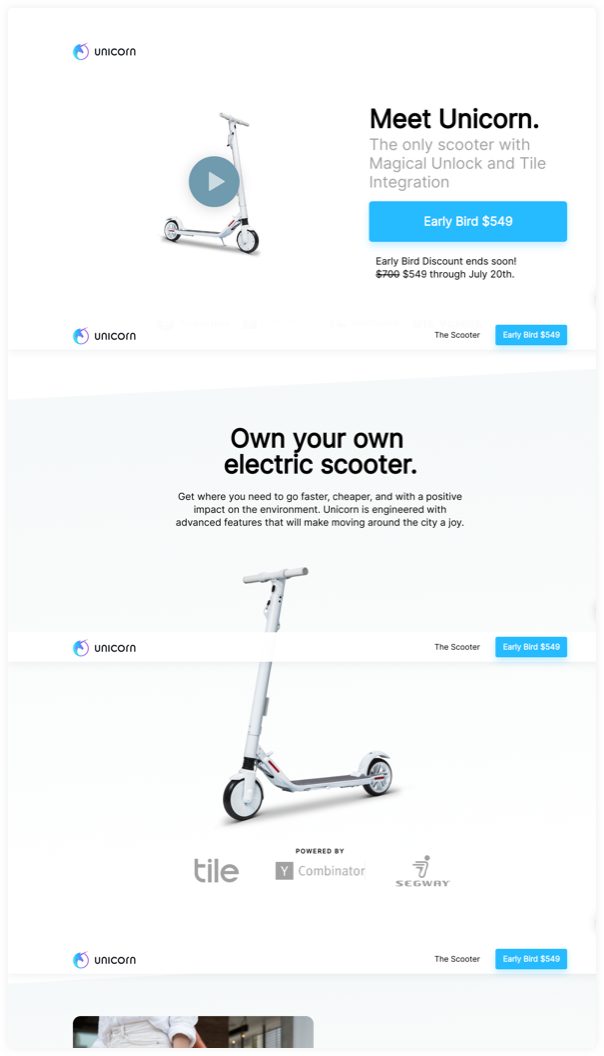 unicorn
Meet Unicorn.
The only scooter with
Magical Unlock and Tile
Integration
Early Bird $549
Early Bird Discount ends soon!
$700 $549 through July 20th.
unicorn
The Scooter
Early Bird $549
Own your own
electric scooter.
Get where you need to go faster, cheaper, and with a positive
impact on the environment. Unicorn is engineered with
advanced features that will make moving around the city a joy.
unicorn
The Scooter
Early Bird $549
POWERED BY
tile
Y Combinator
SEGWAY
unicorn
The Scooter
Early Bird $549